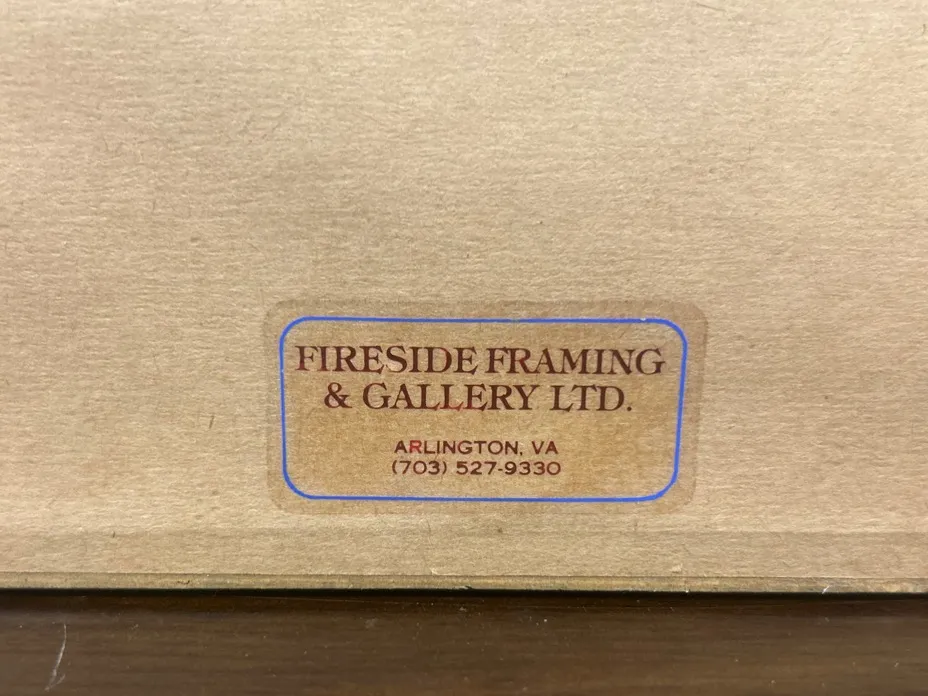 FIRESIDE FRAMING
& GALLERY LTD.
ARLINGTON, VA
(703) 527-9330